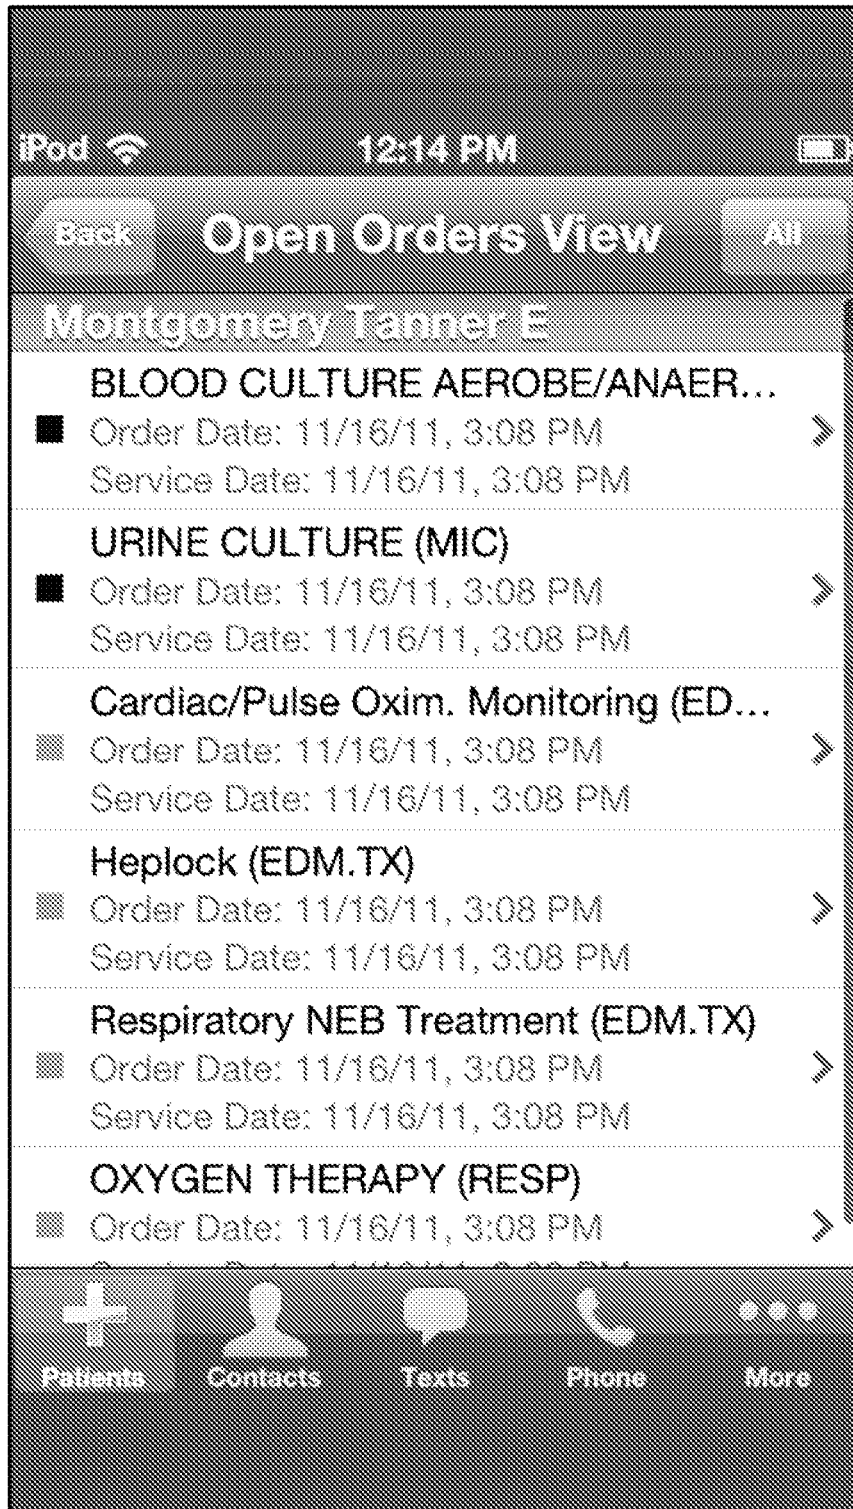 iPod 12:14 PM
Back Open Orders View All
Montgomery Tanner E
BLOOD CULTURE AEROBE/ANAER...
Order Date: 11/16/11, 3:08 PM
Service Date: 11/16/11, 3:08 PM
URINE CULTURE (MIC)
Order Date: 11/16/11, 3:08 PM
Service Date: 11/16/11, 3:08 PM
Cardiac/Pulse Oxim. Monitoring (ED...
Order Date: 11/16/11, 3:08 PM
Service Date: 11/16/11, 3:08 PM
Heplock (EDM.TX)
Order Date: 11/16/11, 3:08 PM
Service Date: 11/16/11, 3:08 PM
Respiratory NEB Treatment (EDM.TX)
Order Date: 11/16/11, 3:08 PM
Service Date: 11/16/11, 3:08 PM
OXYGEN THERAPY (RESP)
Order Date: 11/16/11, 3:08 PM
Patients Contacts Texts Phone More